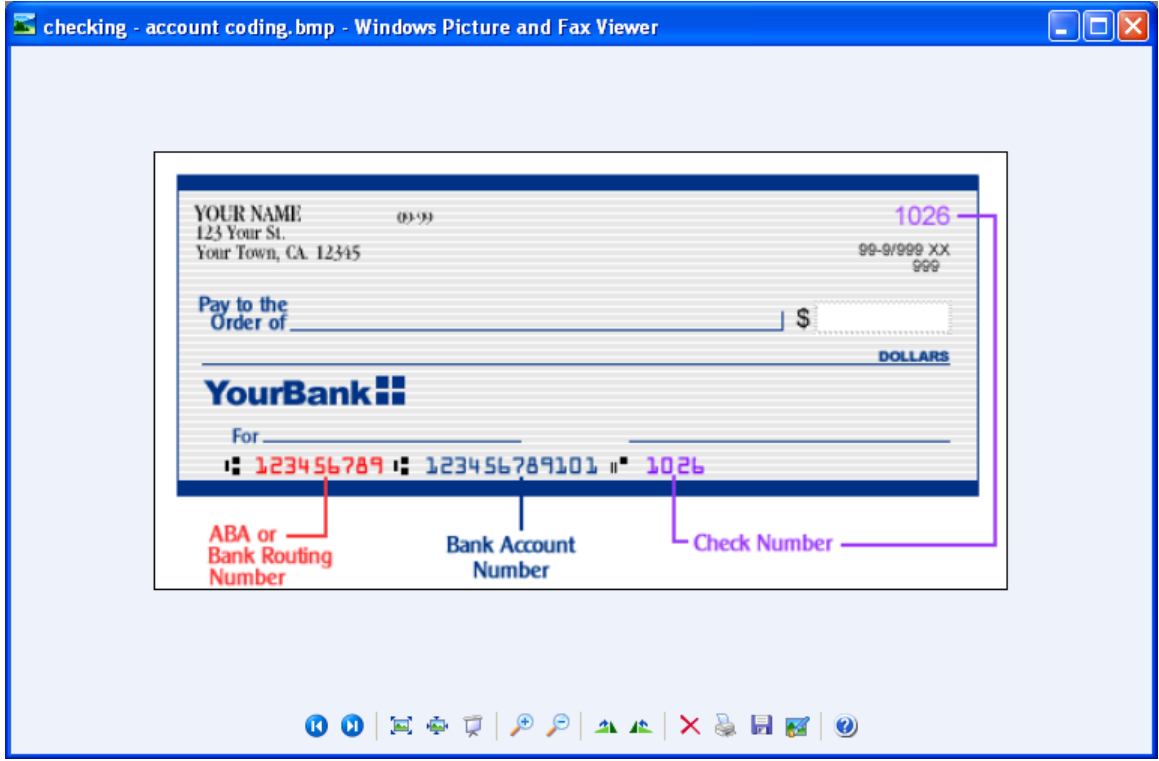 checking - account coding.bmp - Windows Picture and Fax Viewer
YOUR NAME 09-99 1026
123 Your St.
Your Town, CA. 12345 99-9/999 XX
999
Pay to the
Order of $
DOLLARS
YourBank
For
⑆ 123456789 ⑆ 123456789101 ⑈ 1026
ABA or
Bank Routing
Number
Bank Account
Number
Check Number